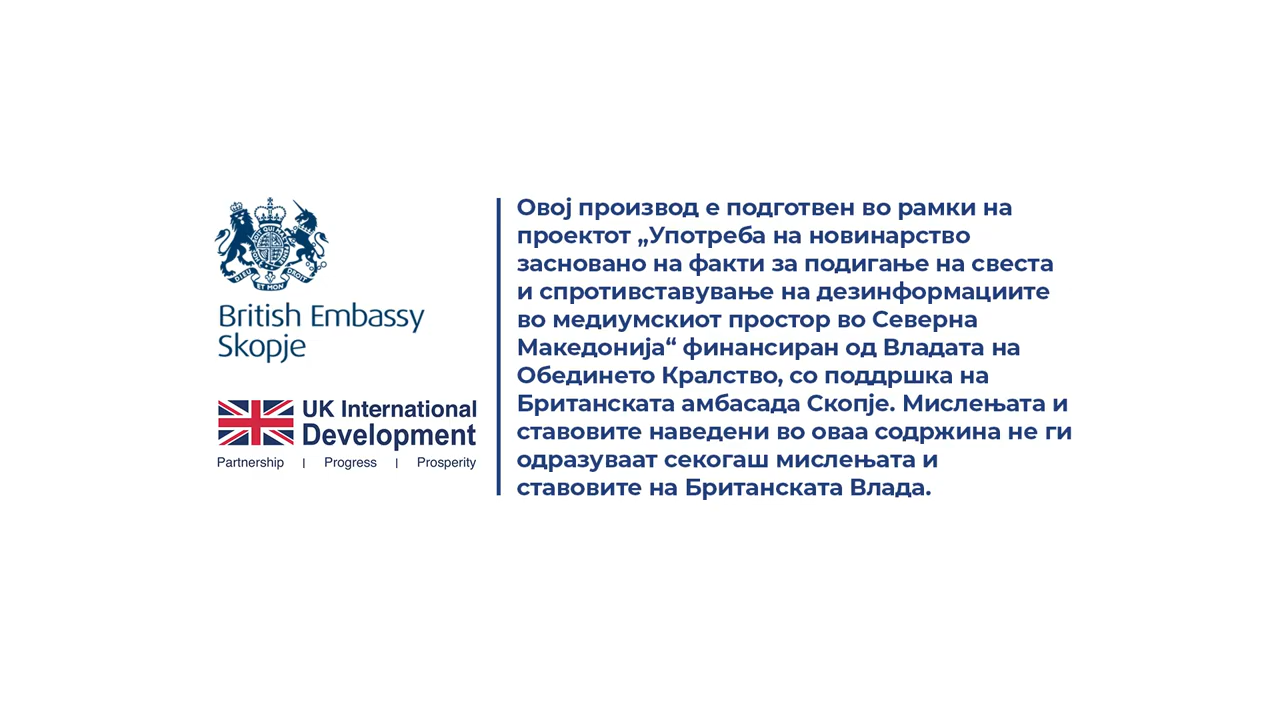 British Embassy
Skopje
UK International
Development
Partnership | Progress | Prosperity
Овој производ е подготвен во рамки на
проектот „Употреба на новинарство
засновано на факти за подигање на свеста
и спротивставување на дезинформациите
во медиумскиот простор во Северна
Македонија“ финансиран од Владата на
Обединето Кралство, со поддршка на
Британската амбасада Скопје. Мислењата и
ставовите наведени во оваа содржина не ги
одразуваат секогаш мислењата и
ставовите на Британската Влада.